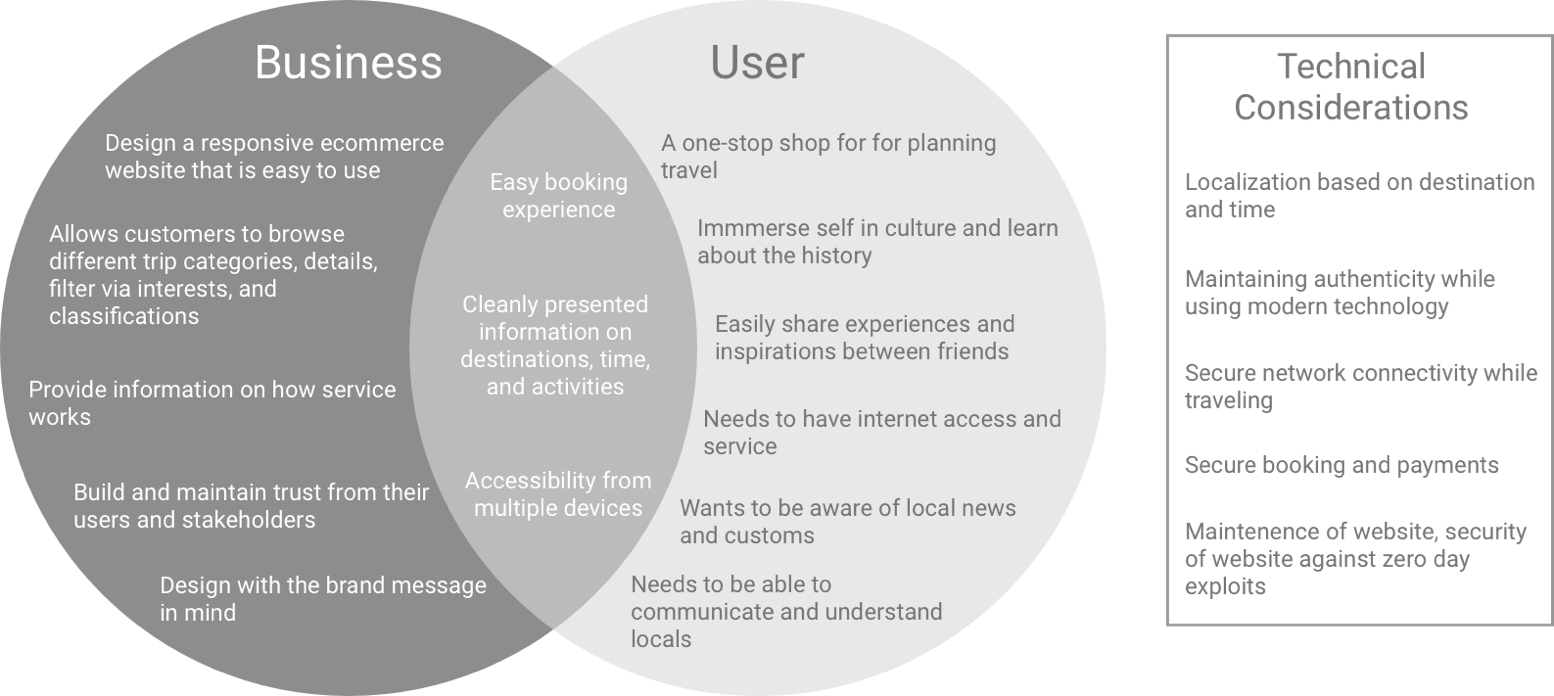 Business
Design a responsive ecommerce
website that is easy to use
Allows customers to browse
different trip categories, details,
filter via interests, and
classifications
Provide information on how service
works
Build and maintain trust from their
users and stakeholders
Design with the brand message
in mind
Easy booking
experience
Cleanly presented
information on
destinations, time,
and activities
Accessibility from
multiple devices
User
A one-stop shop for for planning
travel
Immmerse self in culture and learn
about the history
Easily share experiences and
inspirations between friends
Needs to have internet access and
service
Wants to be aware of local news
and customs
Needs to be able to
communicate and understand
locals
Technical
Considerations
Localization based on destination
and time
Maintaining authenticity while
using modern technology
Secure network connectivity while
traveling
Secure booking and payments
Maintenence of website, security
of website against zero day
exploits